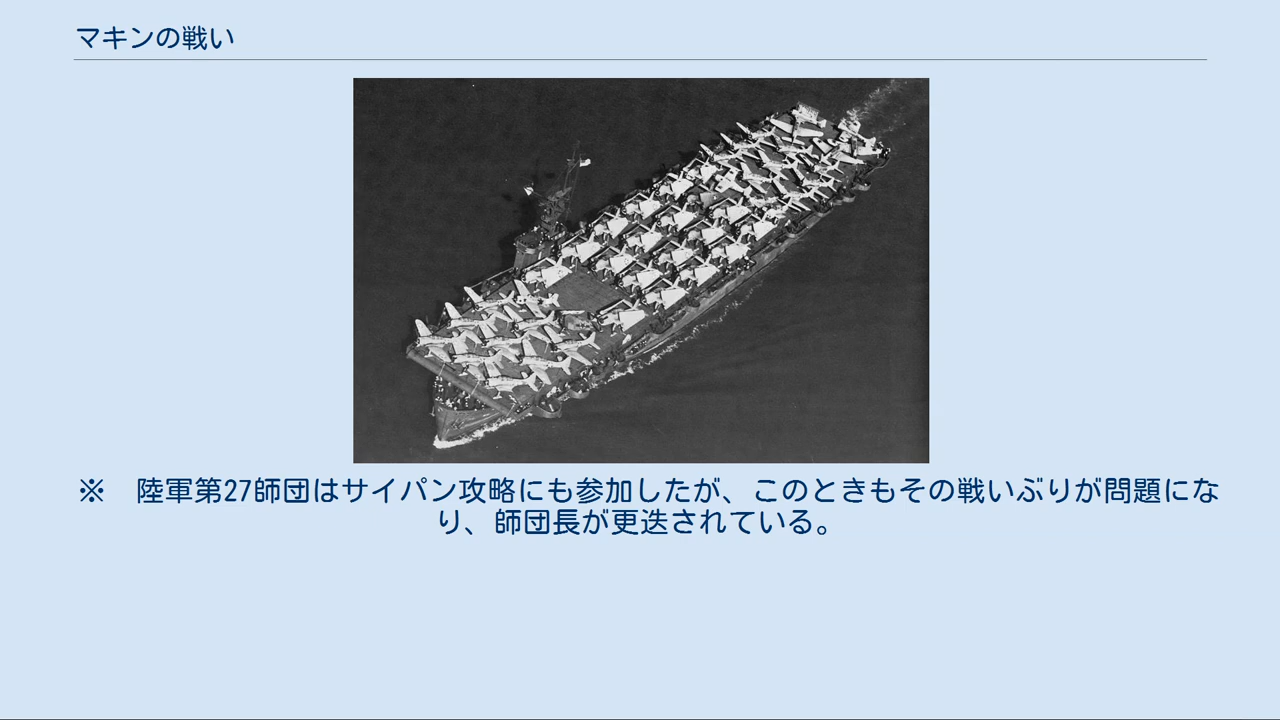 マキンの戦い
※　陸軍第27師団はサイパン攻略にも参加したが、このときもその戦いぶりが問題にな
り、師団長が更迭されている。